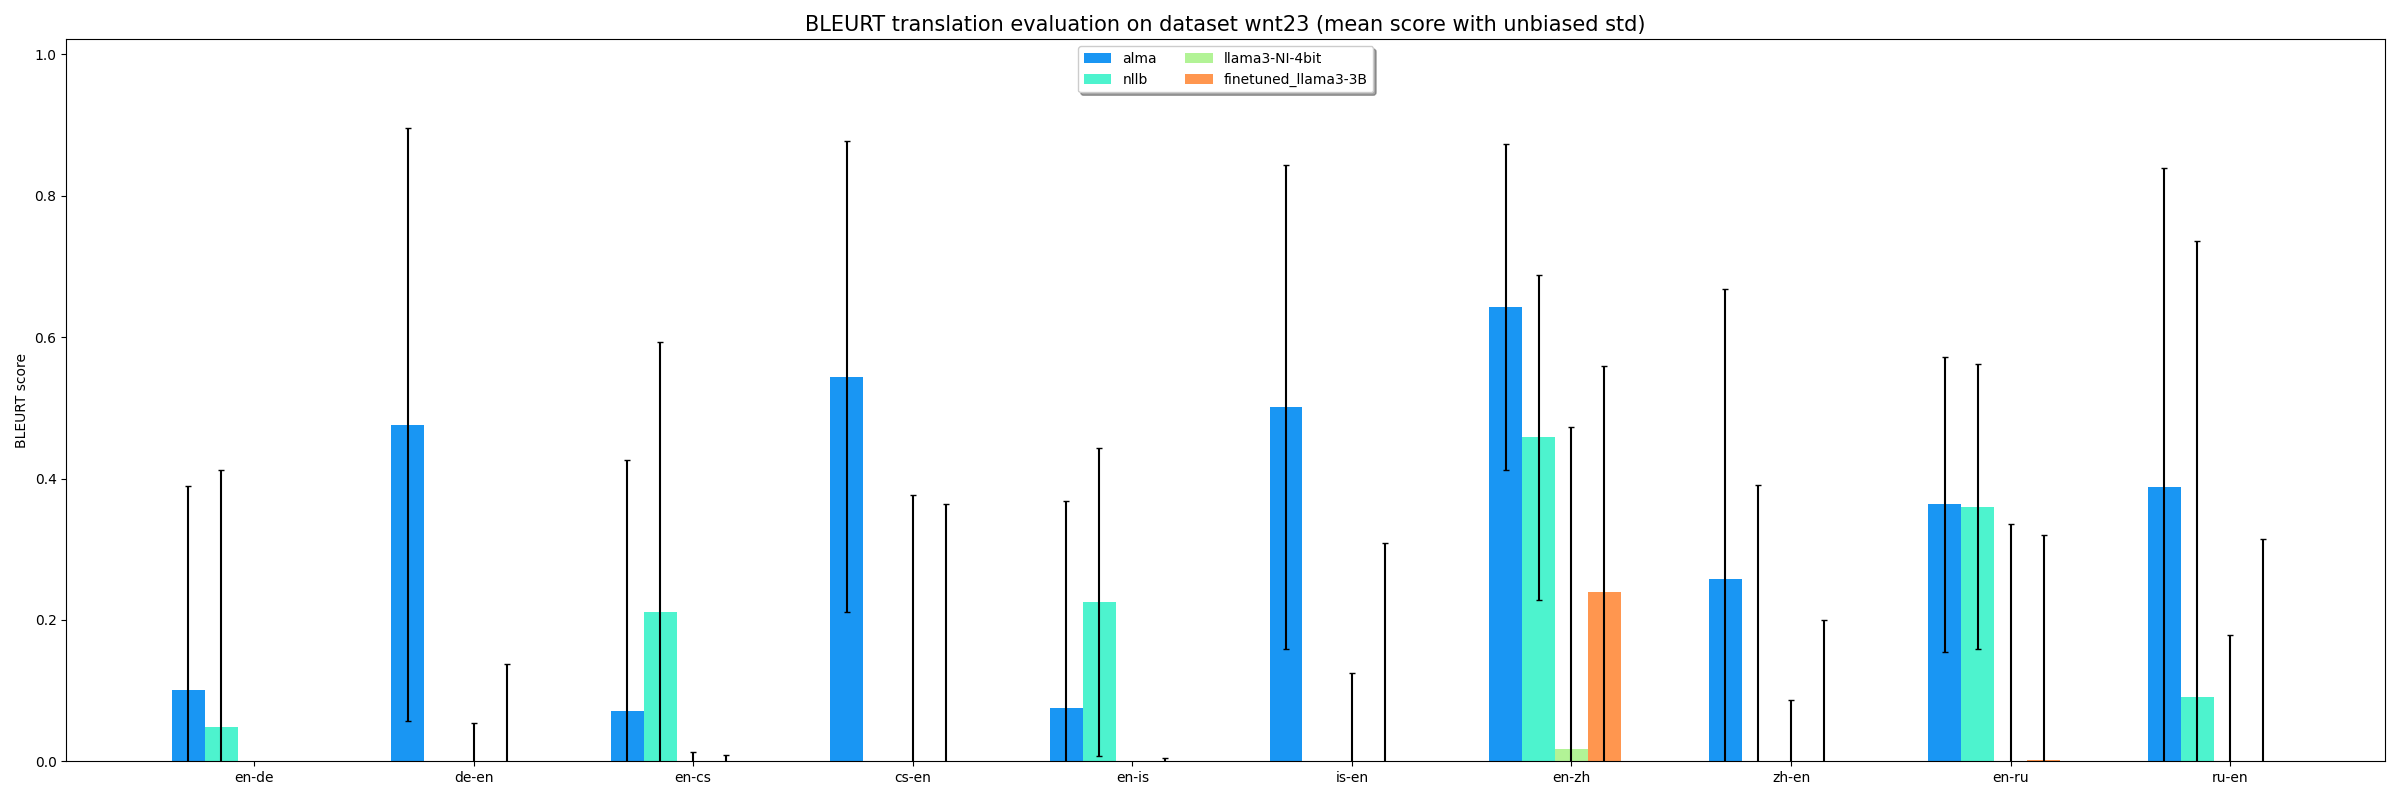 BLEURT translation evaluation on dataset wnt23 (mean score with unbiased std)
alma
nllb
llama3-NI-4bit
finetuned_llama3-3B
BLEURT score
1.0
0.8
0.6
0.4
0.2
0.0
en-de de-en en-cs cs-en en-is is-en en-zh zh-en en-ru ru-en